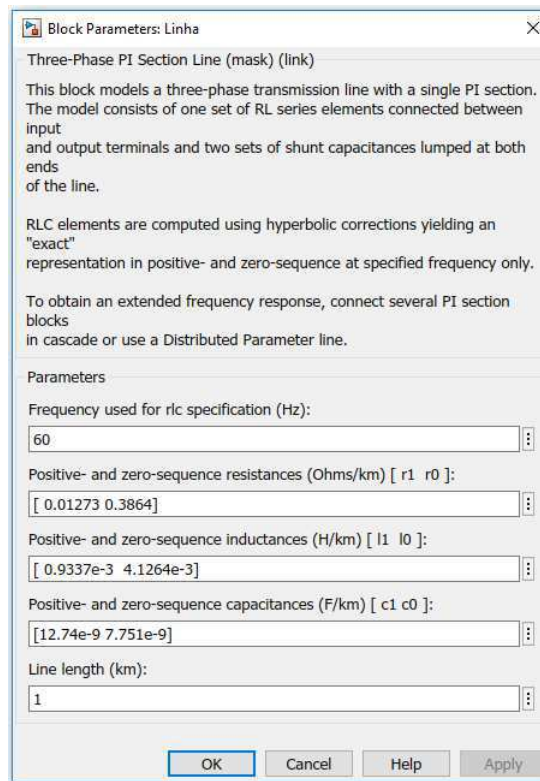 Block Parameters: Linha
Three-Phase PI Section Line (mask) (link)
This block models a three-phase transmission line with a single PI section.
The model consists of one set of RL series elements connected between
input
and output terminals and two sets of shunt capacitances lumped at both
ends
of the line.
RLC elements are computed using hyperbolic corrections yielding an
"exact"
representation in positive- and zero-sequence at specified frequency only.
To obtain an extended frequency response, connect several PI section
blocks
in cascade or use a Distributed Parameter line.
Parameters
Frequency used for rlc specification (Hz):
60
Positive- and zero-sequence resistances (Ohms/km) [ r1 r0 ]:
[ 0.01273 0.3864]
Positive- and zero-sequence inductances (H/km) [ l1 l0 ]:
[ 0.9337e-3 4.1264e-3]
Positive- and zero-sequence capacitances (F/km) [ c1 c0 ]:
[12.74e-9 7.751e-9]
Line length (km):
1
OK Cancel Help Apply